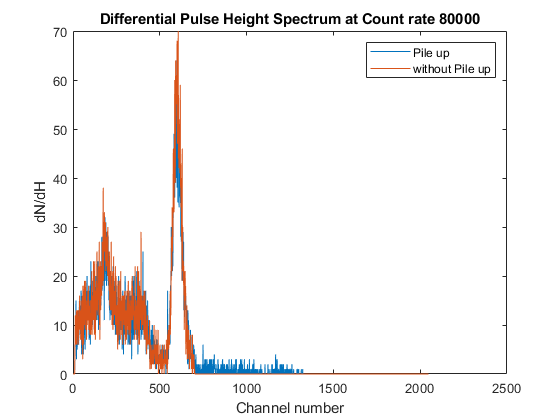 Differential Pulse Height Spectrum at Count rate 80000
70
60
50
40
30
20
10
0
dN/dH
Pile up
without Pile up
0 500 1000 1500 2000 2500
Channel number